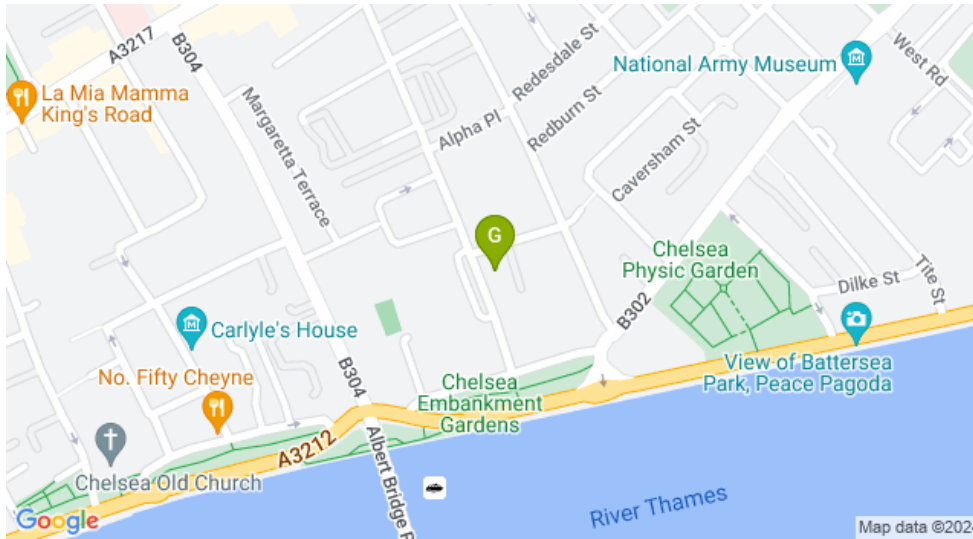 A3217
B304
La Mia Mamma
King's Road
Margaretta Terrace
Alpha Pl
Redesdale St
Redburn St
Caversham St
National Army Museum
West Rd
G
Chelsea
Physic Garden
Dilke St
Tite St
B302
Carlyle's House
No. Fifty Cheyne
B304
Chelsea
Embankment
Gardens
View of Battersea
Park, Peace Pagoda
A3212
Chelsea Old Church
Albert Bridge
River Thames
Google
Map data ©2024